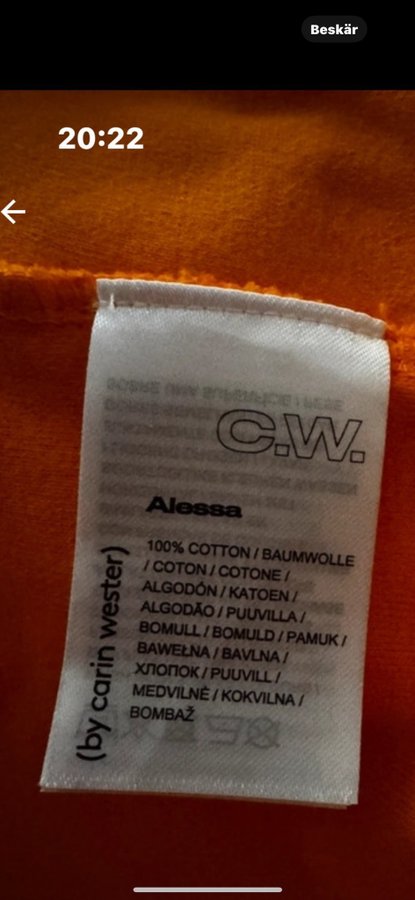 Beskär
20:22
C.W.
Alessa
100% COTTON / BAUMWOLLE
/ COTON / COTONE /
ALGODÓN / KATOEN /
ALGODÃO / PUUVILLA /
BOMULL / BOMULD / PAMUK /
BAWEŁNA / BAVLNA /
ХЛОПОК / PUUVILL /
MEDVILNĖ / KOKVILNA /
BOMBAŽ
(by carin wester)